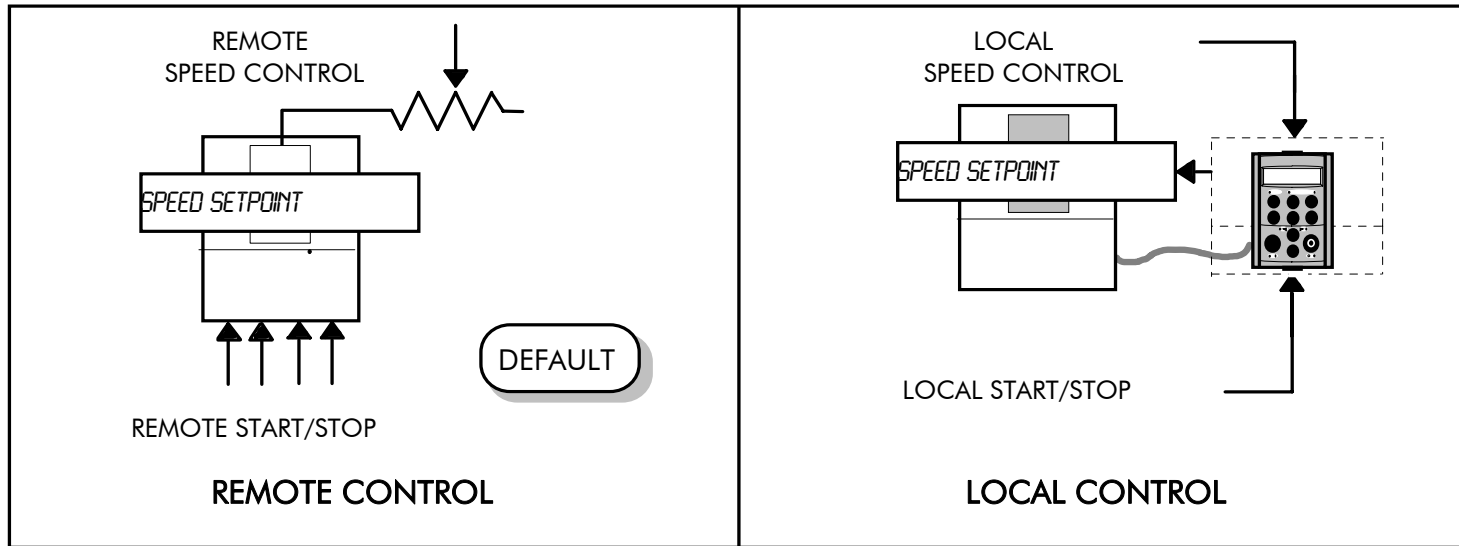 REMOTE
SPEED CONTROL
SPEED SETPOINT
DEFAULT
REMOTE START/STOP
REMOTE CONTROL
LOCAL
SPEED CONTROL
SPEED SETPOINT
LOCAL START/STOP
LOCAL CONTROL